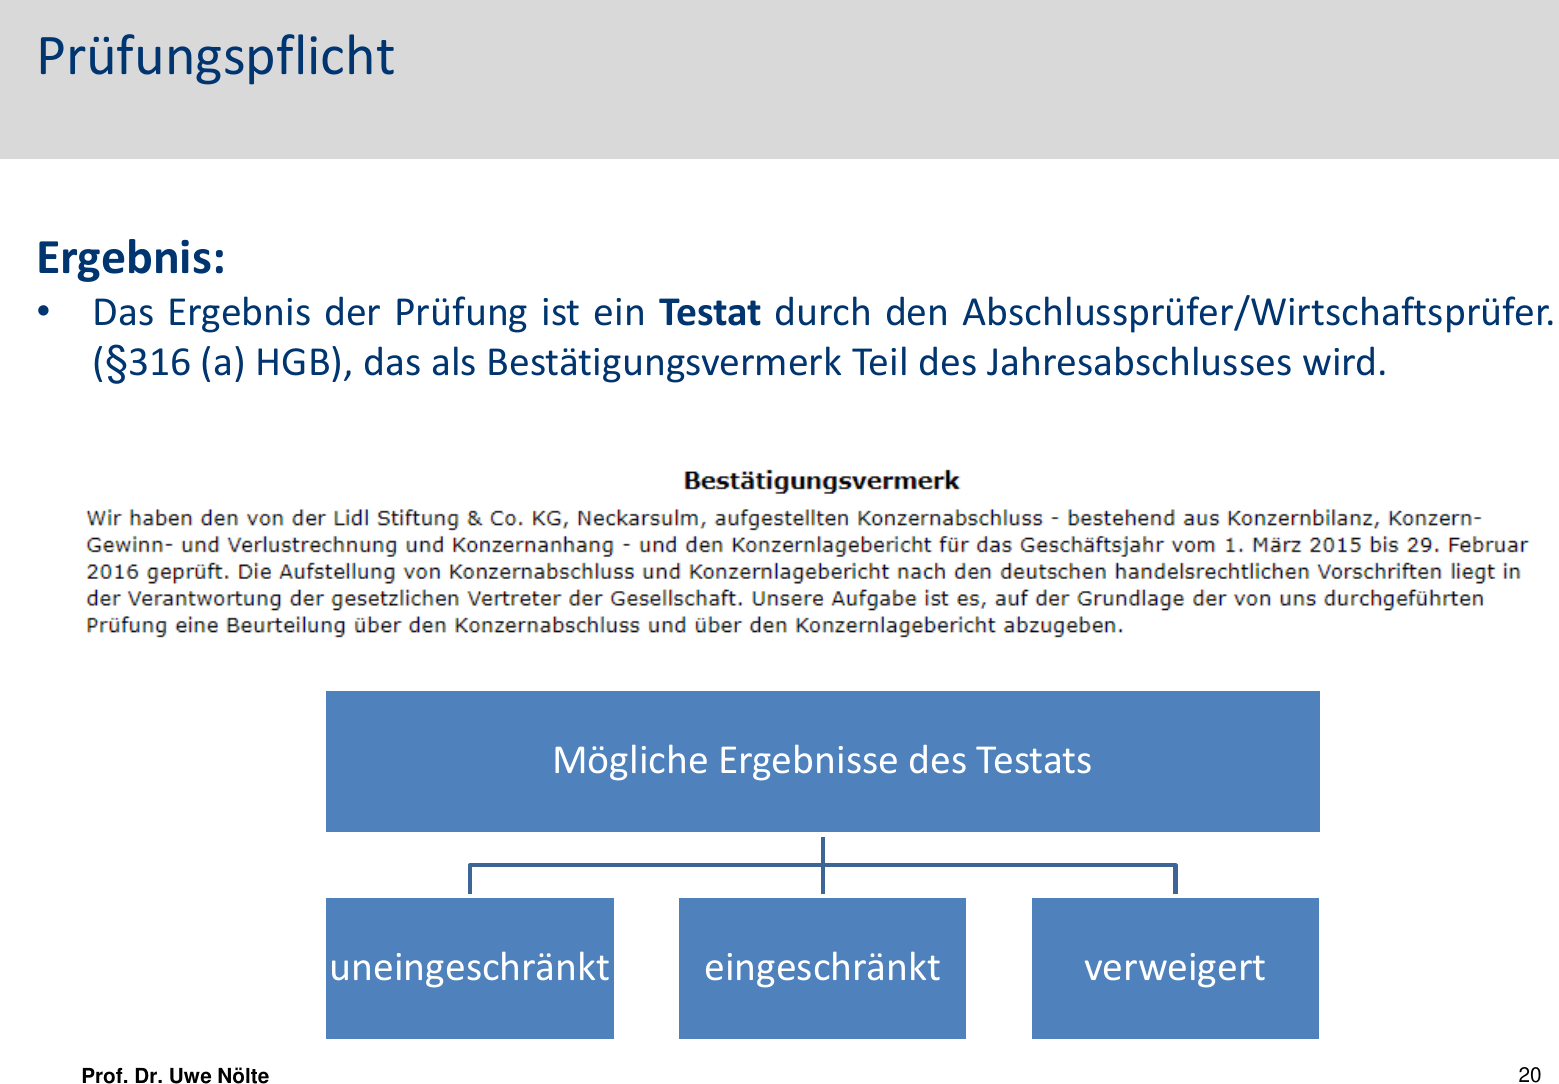 Prüfungspflicht
Ergebnis:
• Das Ergebnis der Prüfung ist ein Testat durch den Abschlussprüfer/Wirtschaftsprüfer.
(§316 (a) HGB), das als Bestätigungsvermerk Teil des Jahresabschlusses wird.
Bestätigungsvermerk
Wir haben den von der Lidl Stiftung & Co. KG, Neckarsulm, aufgestellten Konzernabschluss - bestehend aus Konzernbilanz, Konzern-
Gewinn- und Verlustrechnung und Konzernanhang - und den Konzernlagebericht für das Geschäftsjahr vom 1. März 2015 bis 29. Februar
2016 geprüft. Die Aufstellung von Konzernabschluss und Konzernlagebericht nach den deutschen handelsrechtlichen Vorschriften liegt in
der Verantwortung der gesetzlichen Vertreter der Gesellschaft. Unsere Aufgabe ist es, auf der Grundlage der von uns durchgeführten
Prüfung eine Beurteilung über den Konzernabschluss und über den Konzernlagebericht abzugeben.
Mögliche Ergebnisse des Testats
uneingeschränkt
eingeschränkt
verweigert
Prof. Dr. Uwe Nölte
20